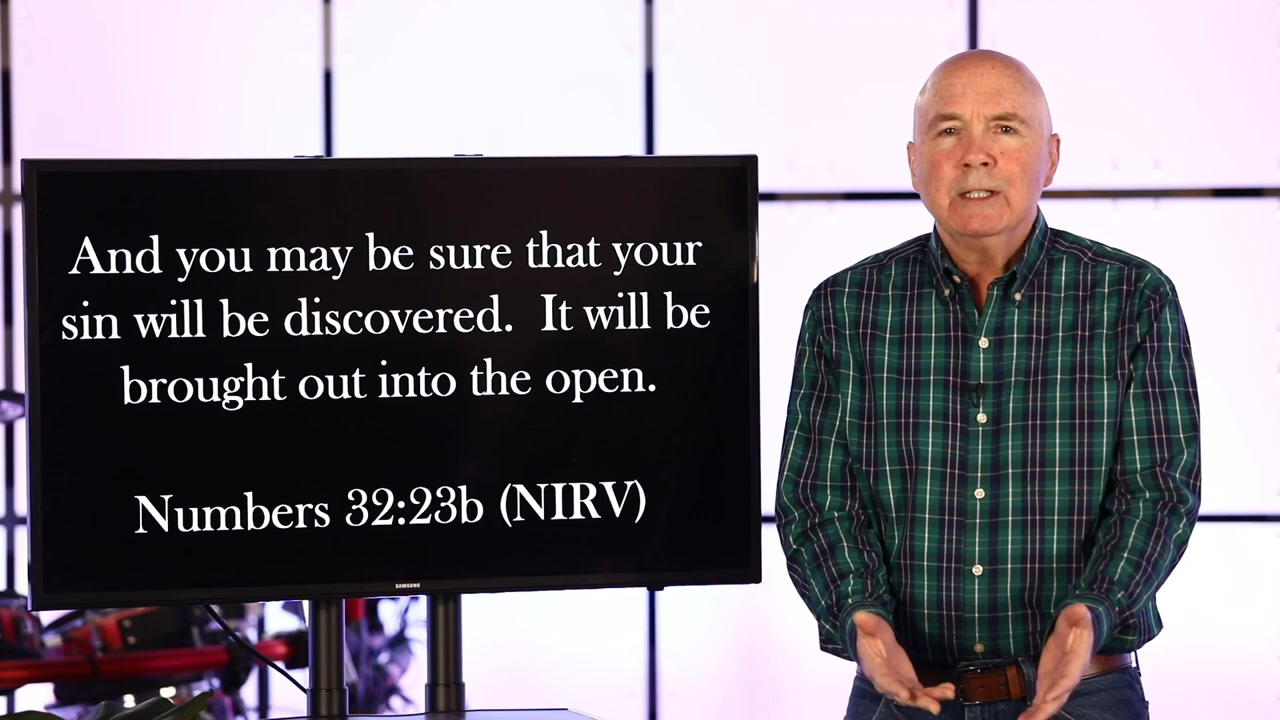 And you may be sure that your
sin will be discovered.  It will be
brought out into the open.
Numbers 32:23b (NIRV)
SAMSUNG